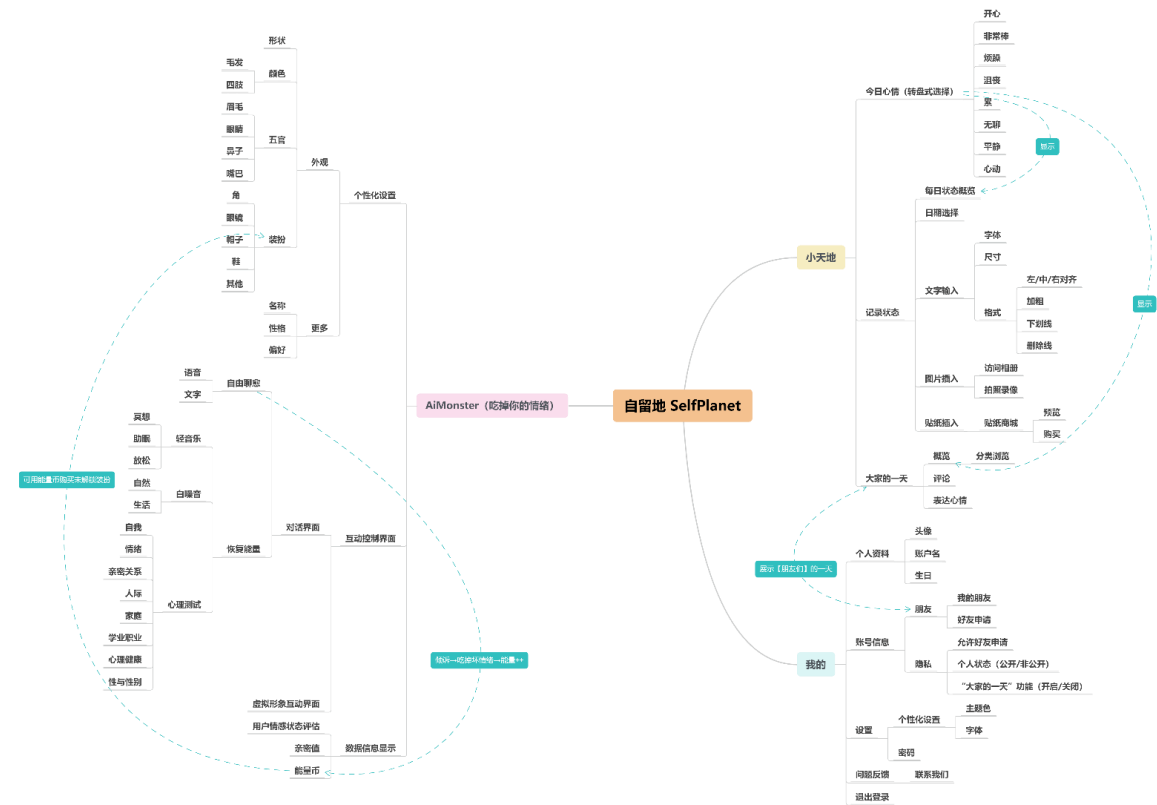 自留地 SelfPlanet
AiMonster（吃掉你的情绪）
个性化设置
外观
形状
颜色
毛发
四肢
五官
眉毛
眼睛
鼻子
嘴巴
装扮
角
眼镜
帽子
鞋
其他
更多
名称
性格
偏好
互动控制界面
对话界面
自由聊愈
语音
文字
恢复能量
轻音乐
冥想
助眠
放松
白噪音
自然
生活
心理测试
自我
情绪
亲密关系
人际
家庭
学业职业
心理健康
性与性别
虚拟形象互动界面
数据信息显示
用户情感状态评估
亲密值
能量币
可用能量币购买未解锁装扮
倾诉→吃掉坏情绪→能量++
小天地
今日心情（转盘式选择）
开心
非常棒
烦躁
沮丧
累
无聊
平静
心动
展示
展示
记录状态
每日状态概览
日期选择
文字输入
字体
尺寸
格式
左/中/右对齐
加粗
下划线
删除线
图片插入
访问相册
拍照录像
贴纸插入
贴纸商城
预览
购买
大家的一天
概览
分类浏览
评论
表达心情
展示【朋友们】的一天
我的
个人资料
头像
账户名
生日
账号信息
朋友
我的朋友
好友申请
隐私
允许好友申请
个人状态（公开/非公开）
“大家的一天”功能（开启/关闭）
设置
个性化设置
主题色
字体
密码
问题反馈
联系我们
退出登录